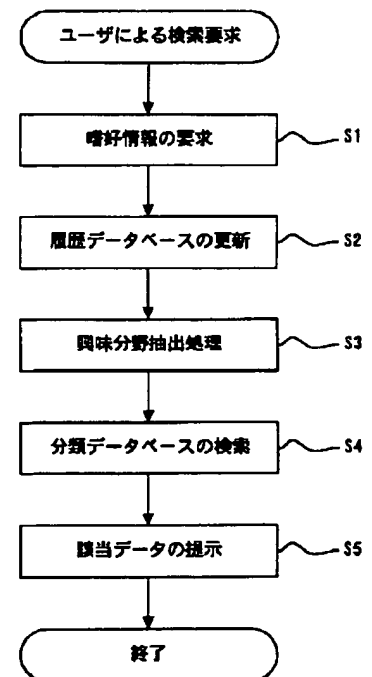 ユーザによる検索要求
嗜好情報の要求 S1
履歴データベースの更新 S2
興味分野抽出処理 S3
分類データベースの検索 S4
該当データの提示 S5
終了